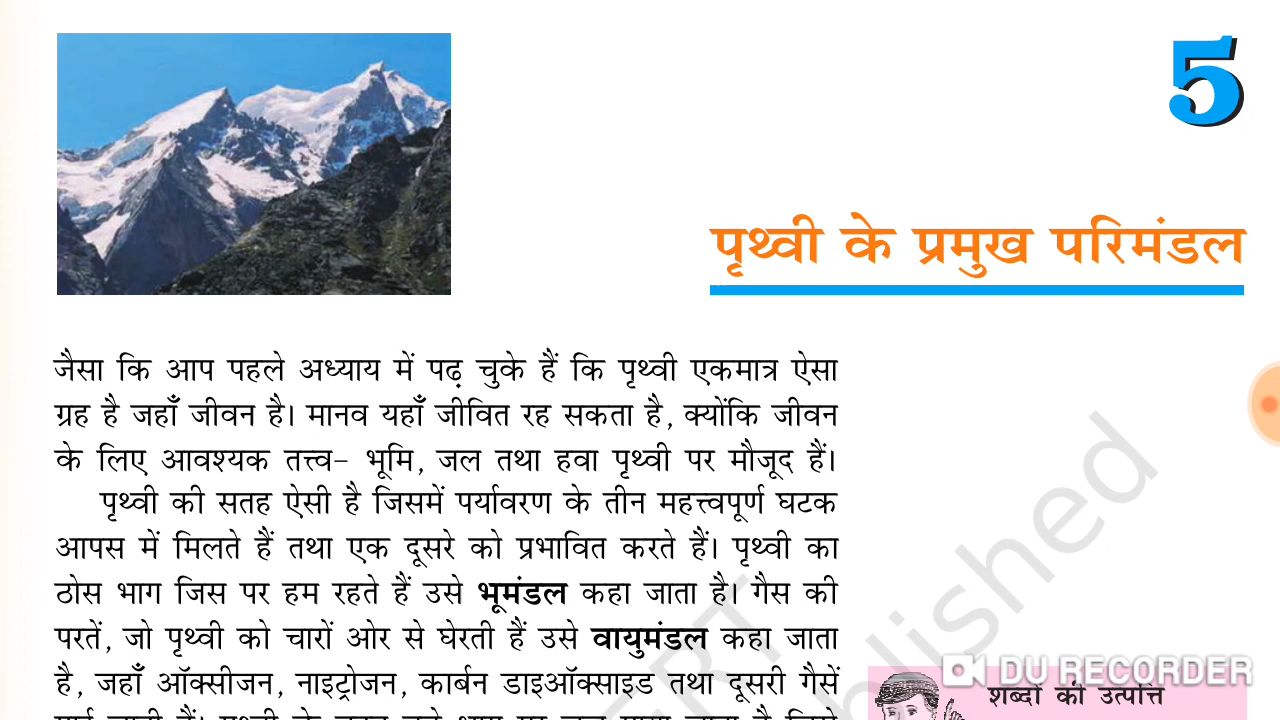 5
पृथ्वी के प्रमुख परिमंडल
जैसा कि आप पहले अध्याय में पढ़ चुके हैं कि पृथ्वी एकमात्र ऐसा
ग्रह है जहाँ जीवन है। मानव यहाँ जीवित रह सकता है, क्योंकि जीवन
के लिए आवश्यक तत्त्व– भूमि, जल तथा हवा पृथ्वी पर मौजूद हैं।
पृथ्वी की सतह ऐसी है जिसमें पर्यावरण के तीन महत्त्वपूर्ण घटक
आपस में मिलते हैं तथा एक दूसरे को प्रभावित करते हैं। पृथ्वी का
ठोस भाग जिस पर हम रहते हैं उसे भूमंडल कहा जाता है। गैस की
परतें, जो पृथ्वी को चारों ओर से घेरती हैं उसे वायुमंडल कहा जाता
है, जहाँ ऑक्सीजन, नाइट्रोजन, कार्बन डाइऑक्साइड तथा दूसरी गैसें
शब्दों की उत्पत्ति
DU RECORDER